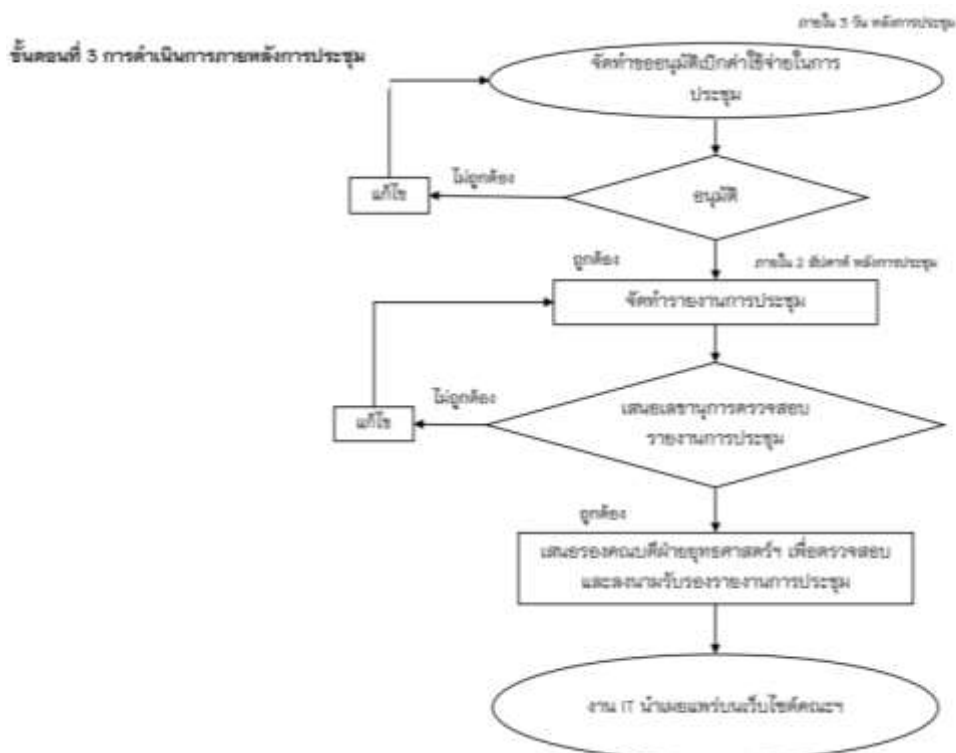 ภายใน 3 วัน หลังการประชุม
ขั้นตอนที่ 3 การดำเนินการภายหลังการประชุม
จัดทำขออนุมัติเบิกค่าใช้จ่ายในการ
ประชุม
ไม่ถูกต้อง
แก้ไข
อนุมัติ
ถูกต้อง
ภายใน 2 สัปดาห์ หลังการประชุม
จัดทำรายงานการประชุม
ไม่ถูกต้อง
แก้ไข
เสนอเลขานุการตรวจสอบ
รายงานการประชุม
ถูกต้อง
เสนอรองคณบดีฝ่ายยุทธศาสตร์ฯ เพื่อตรวจสอบ
และลงนามรับรองรายงานการประชุม
งาน IT นำเผยแพร่บนเว็บไซต์คณะฯ